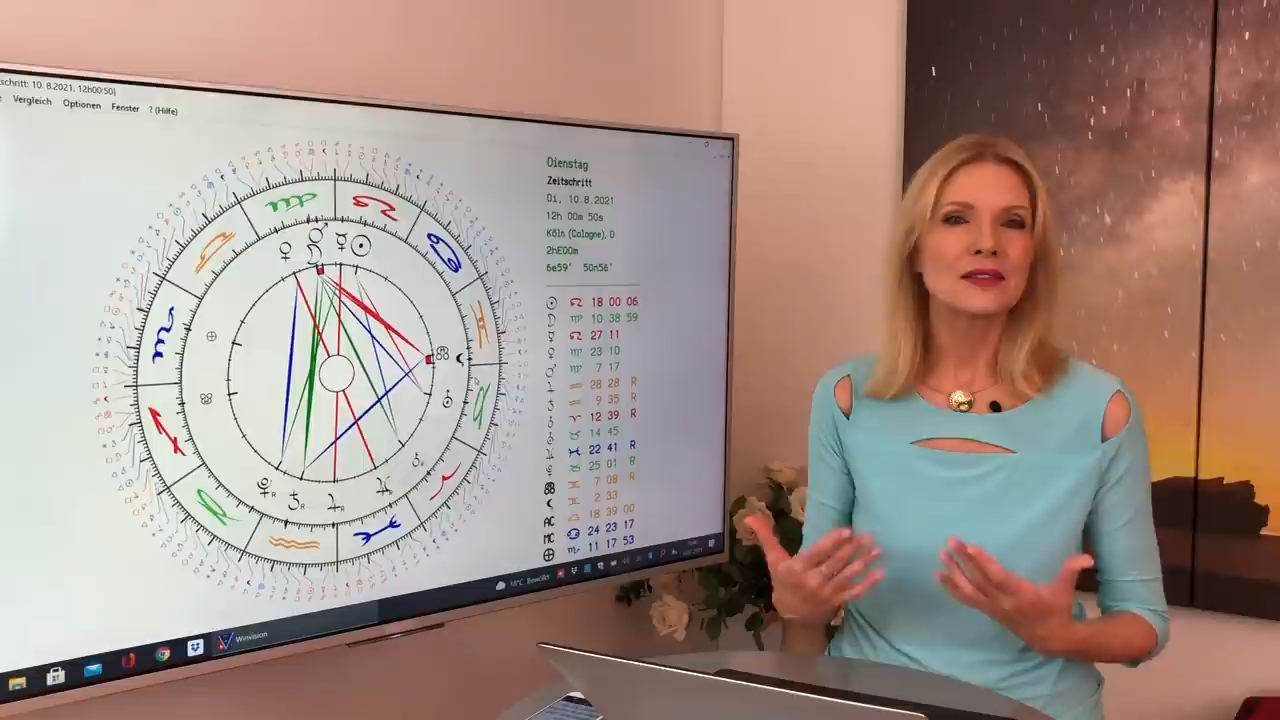 schritt: 10. 8.2021, 12h00:50)
Vergleich Optionen Fenster ? (Hilfe)
Dienstag
Zeitschritt
Di, 10.8.2021
12h 00m 50s
Köln (Cologne), D
2hE00m
6e59' 50n56'
18 00 06
10 38 59
27 11
23 10
7 17
28 28 R
9 35 R
12 39 R
14 45
22 41 R
25 01 R
7 08 R
2 33
AC 18 39 00
MC 24 23 17
11 17 53
18°C Bewölkt
Winvision